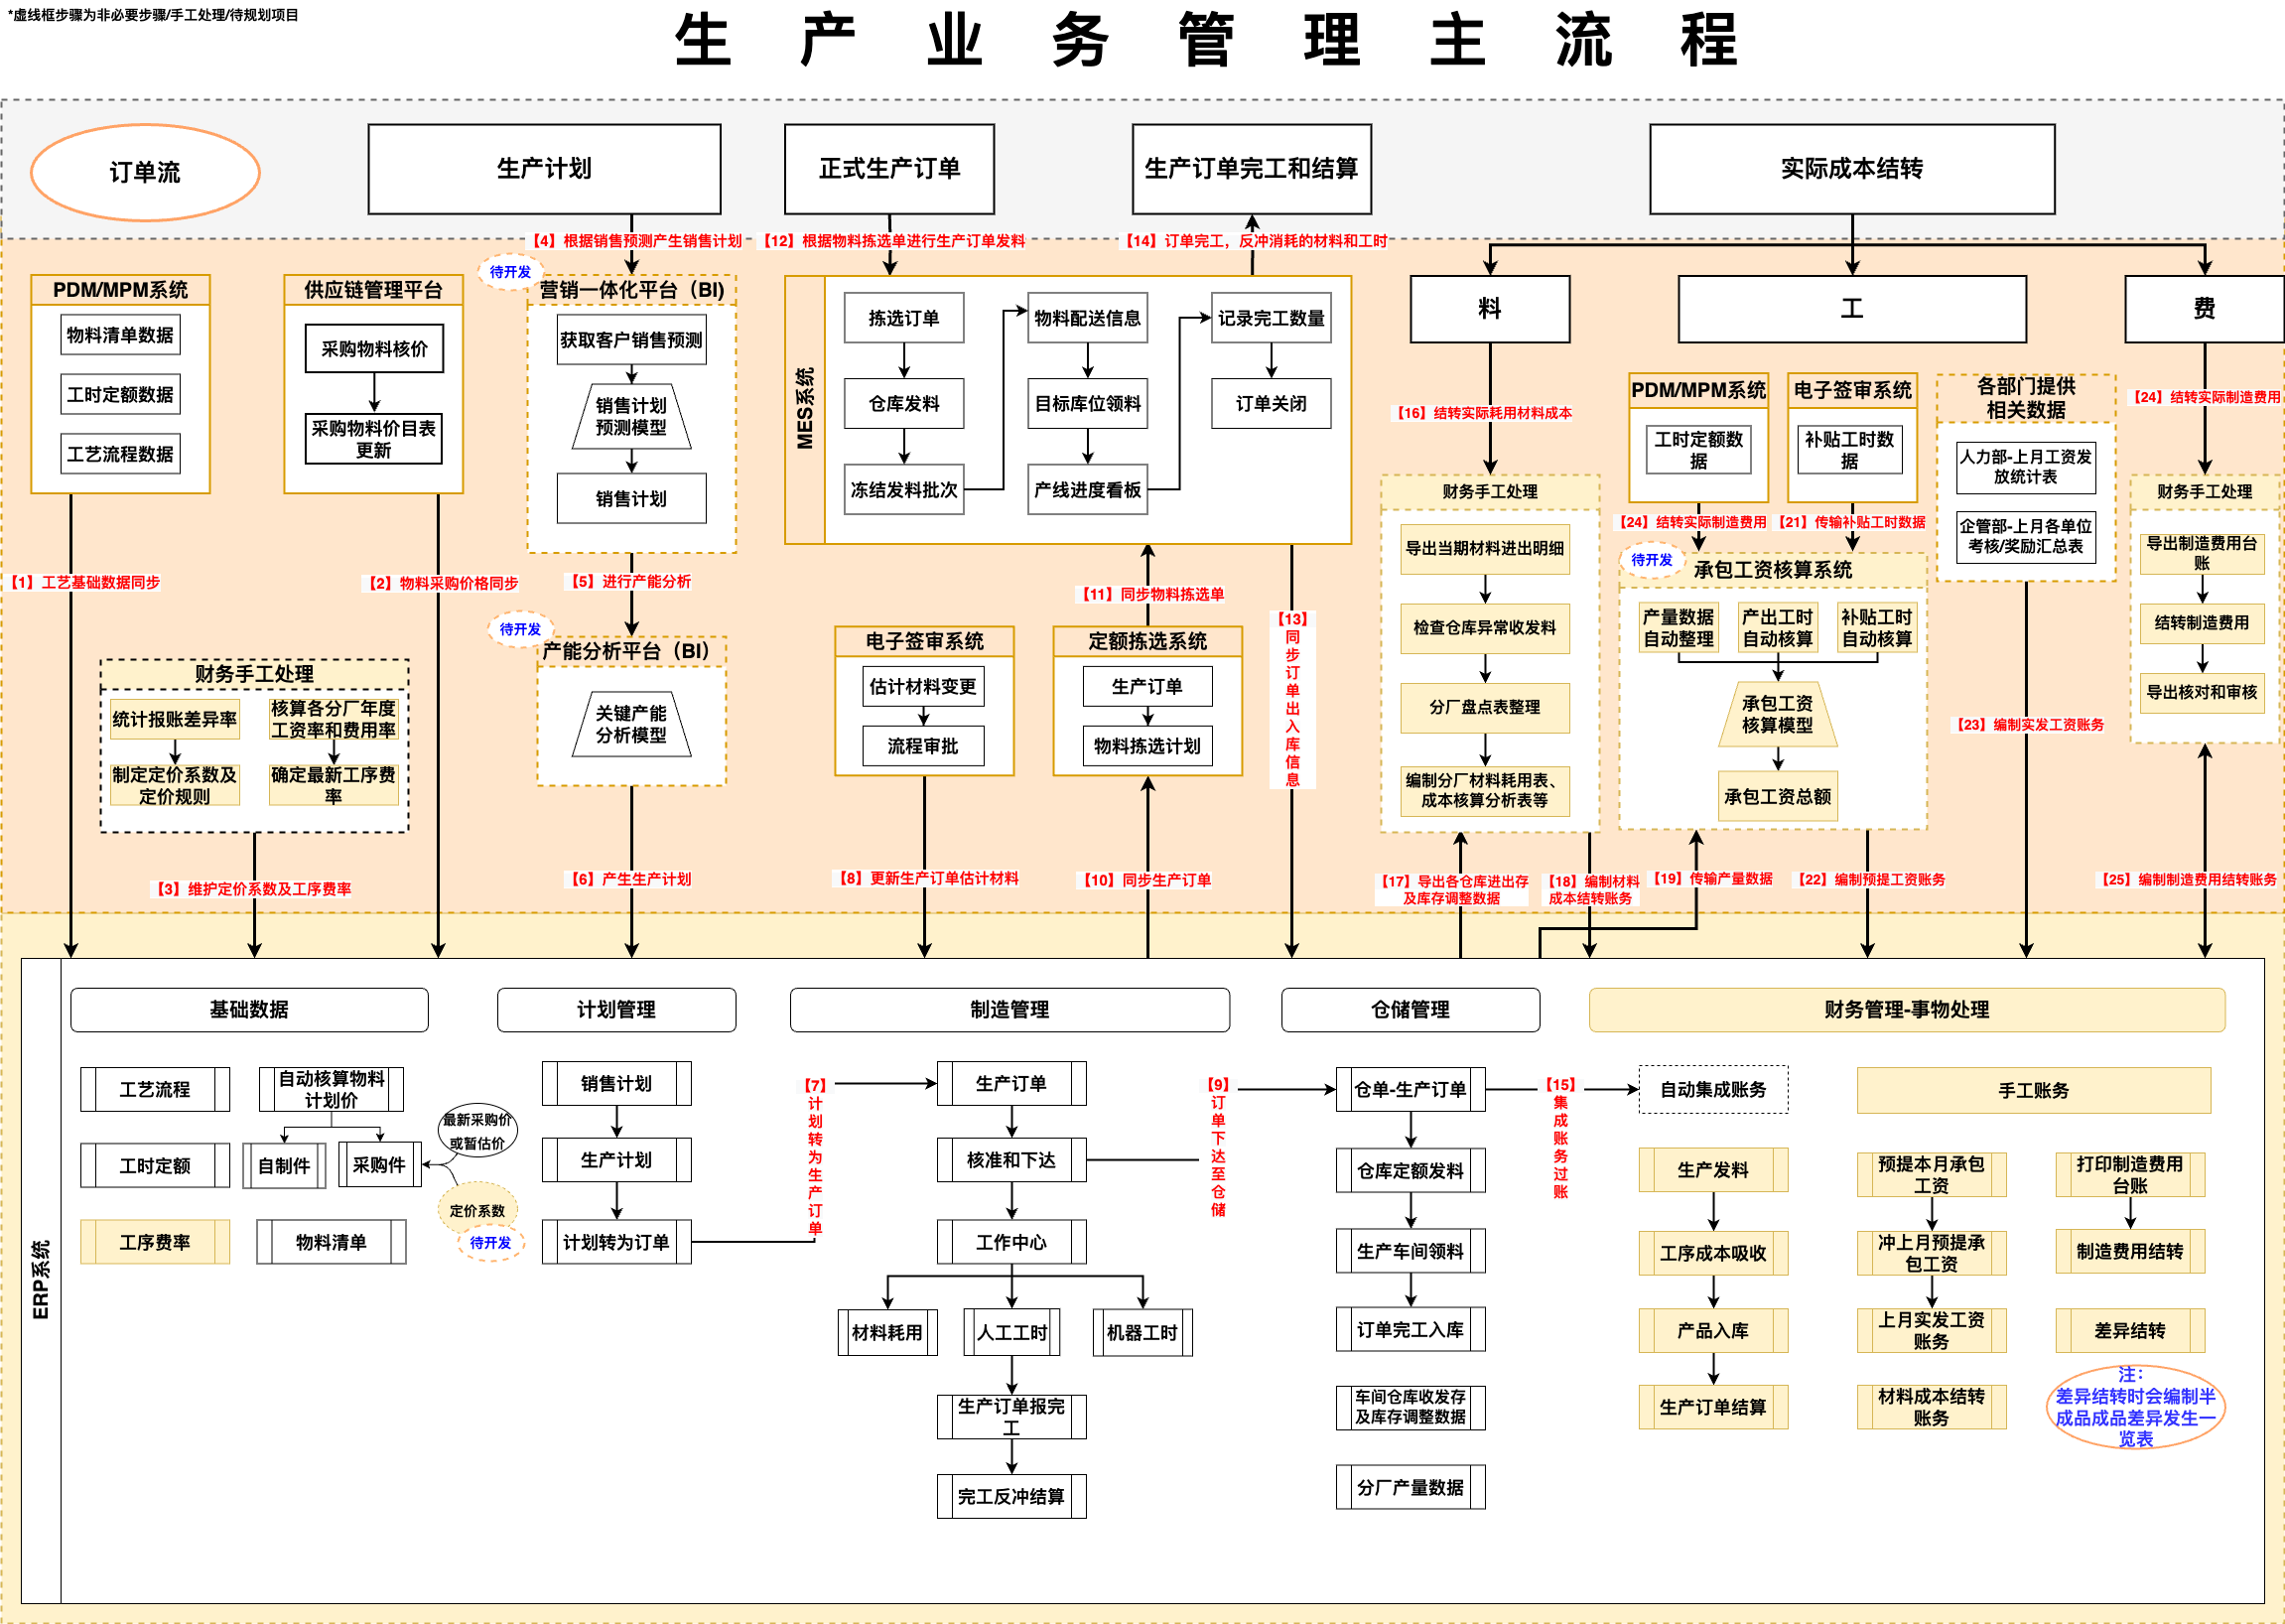 *虚线框步骤为非必要步骤/手工处理/待规划项目
生产业务管理主流程
订单流
生产计划
正式生产订单
生产订单完工和结算
实际成本结转
【4】根据销售预测产生销售计划
【12】根据物料拣选单进行生产订单发料
【14】订单完工，反冲消耗的材料和工时
PDM/MPM系统
物料清单数据
工时定额数据
工艺流程数据
供应链管理平台
采购物料核价
采购物料价目表
更新
待开发
营销一体化平台（BI)
获取客户销售预测
销售计划
预测模型
销售计划
MES系统
拣选订单
仓库发料
冻结发料批次
物料配送信息
目标库位领料
产线进度看板
记录完工数量
订单关闭
料
工
费
【16】结转实际耗用材料成本
PDM/MPM系统
工时定额数
据
电子签审系统
补贴工时数
据
各部门提供
相关数据
人力部-上月工资发
放统计表
企管部-上月各单位
考核/奖励汇总表
【24】结转实际制造费用
财务手工处理
导出当期材料进出明细
检查仓库异常收发料
分厂盘点表整理
编制分厂材料耗用表、
成本核算分析表等
【24】结转实际制造费用
【21】传输补贴工时数据
待开发
承包工资核算系统
产量数据
自动整理
产出工时
自动核算
补贴工时
自动核算
承包工资
核算模型
承包工资总额
财务手工处理
导出制造费用台
账
结转制造费用
导出核对和审核
【1】工艺基础数据同步
【2】物料采购价格同步
【5】进行产能分析
【11】同步物料拣选单
【13】
同
步
订
单
出
入
库
信
息
财务手工处理
统计报账差异率
制定定价系数及
定价规则
核算各分厂年度
工资率和费用率
确定最新工序费
率
待开发
产能分析平台（BI）
关键产能
分析模型
电子签审系统
估计材料变更
流程审批
定额拣选系统
生产订单
物料拣选计划
【23】编制实发工资账务
【3】维护定价系数及工序费率
【6】产生生产计划
【8】更新生产订单估计材料
【10】同步生产订单
【17】导出各仓库进出存
及库存调整数据
【18】编制材料
成本结转账务
【19】传输产量数据
【22】编制预提工资账务
【25】编制制造费用结转账务
ERP系统
基础数据
计划管理
制造管理
仓储管理
财务管理-事物处理
工艺流程
工时定额
工序费率
自动核算物料
计划价
自制件
采购件
物料清单
最新采购价
或暂估价
定价系数
待开发
销售计划
生产计划
计划转为订单
【7】
计
划
转
为
生
产
订
单
生产订单
核准和下达
工作中心
材料耗用
人工工时
机器工时
生产订单报完
工
完工反冲结算
【9】
订
单
下
达
至
仓
储
仓单-生产订单
仓库定额发料
生产车间领料
订单完工入库
车间仓库收发存
及库存调整数据
分厂产量数据
【15】
集
成
账
务
过
账
自动集成账务
生产发料
工序成本吸收
产品入库
生产订单结算
手工账务
预提本月承包
工资
冲上月预提承
包工资
上月实发工资
账务
材料成本结转
账务
打印制造费用
台账
制造费用结转
差异结转
注：
差异结转时会编制半
成品成品差异发生一
览表